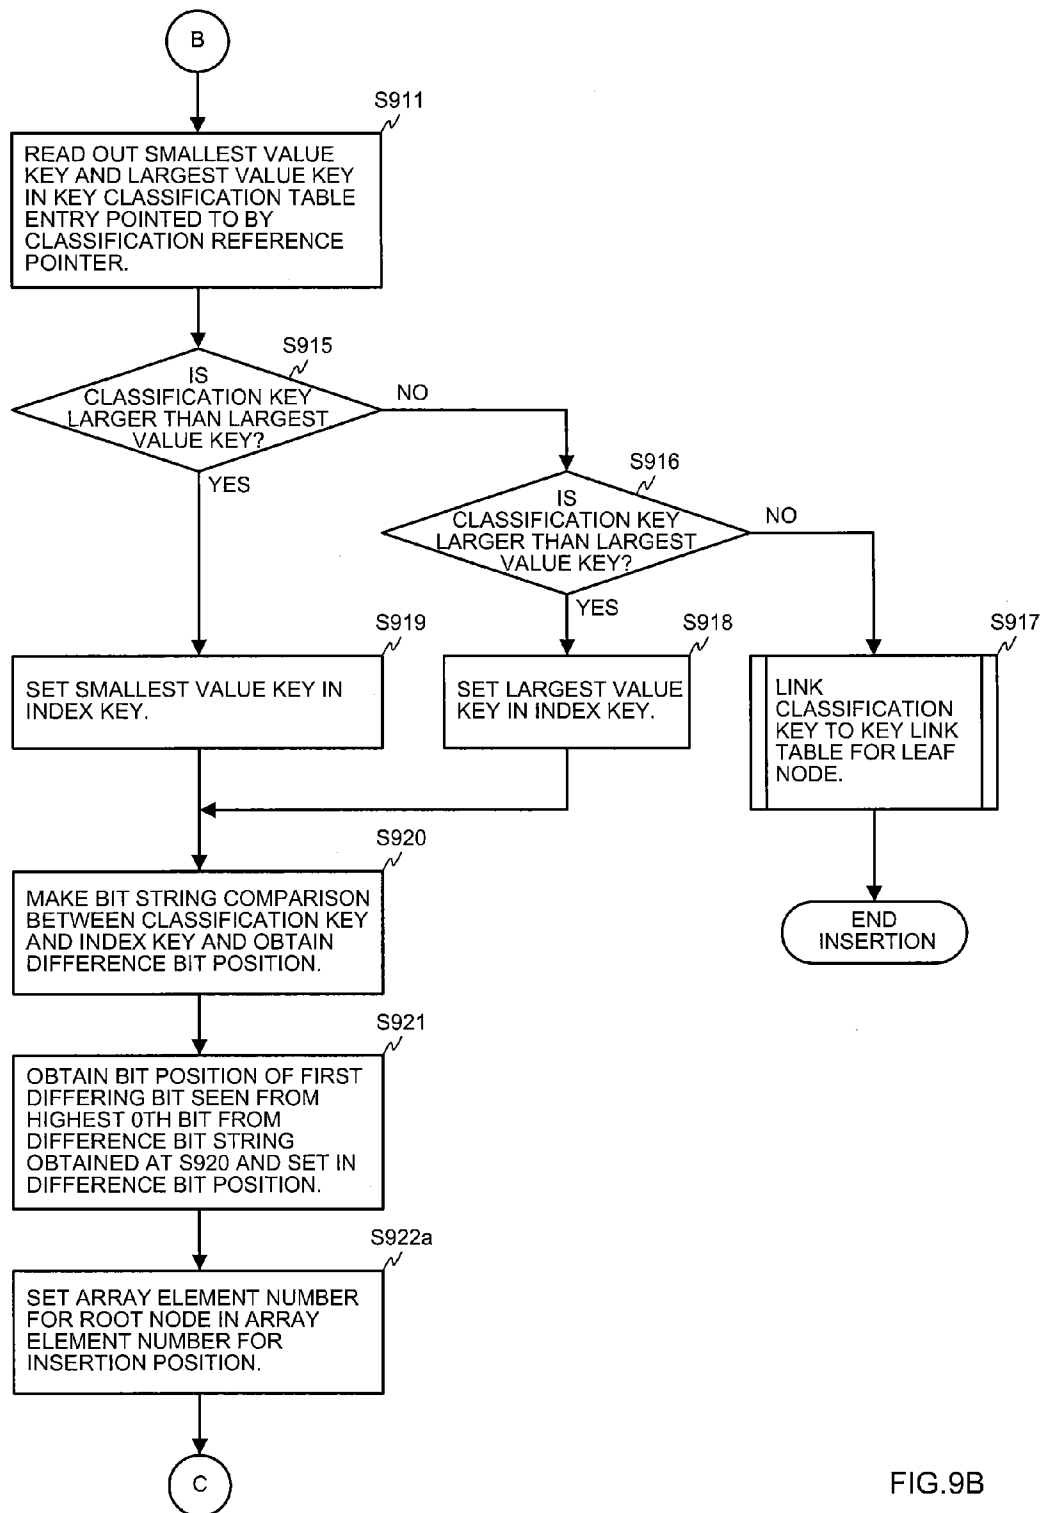 B
S911
READ OUT SMALLEST VALUE
KEY AND LARGEST VALUE KEY
IN KEY CLASSIFICATION TABLE
ENTRY POINTED TO BY
CLASSIFICATION REFERENCE
POINTER.
S915
IS
CLASSIFICATION KEY
LARGER THAN LARGEST
VALUE KEY?
NO
YES
S916
IS
CLASSIFICATION KEY
LARGER THAN LARGEST
VALUE KEY?
NO
YES
S919
SET SMALLEST VALUE KEY IN
INDEX KEY.
S918
SET LARGEST VALUE
KEY IN INDEX KEY.
S917
LINK
CLASSIFICATION
KEY TO KEY LINK
TABLE FOR LEAF
NODE.
END
INSERTION
S920
MAKE BIT STRING COMPARISON
BETWEEN CLASSIFICATION KEY
AND INDEX KEY AND OBTAIN
DIFFERENCE BIT POSITION.
S921
OBTAIN BIT POSITION OF FIRST
DIFFERING BIT SEEN FROM
HIGHEST 0TH BIT FROM
DIFFERENCE BIT STRING
OBTAINED AT S920 AND SET IN
DIFFERENCE BIT POSITION.
S922a
SET ARRAY ELEMENT NUMBER
FOR ROOT NODE IN ARRAY
ELEMENT NUMBER FOR
INSERTION POSITION.
C
FIG.9B